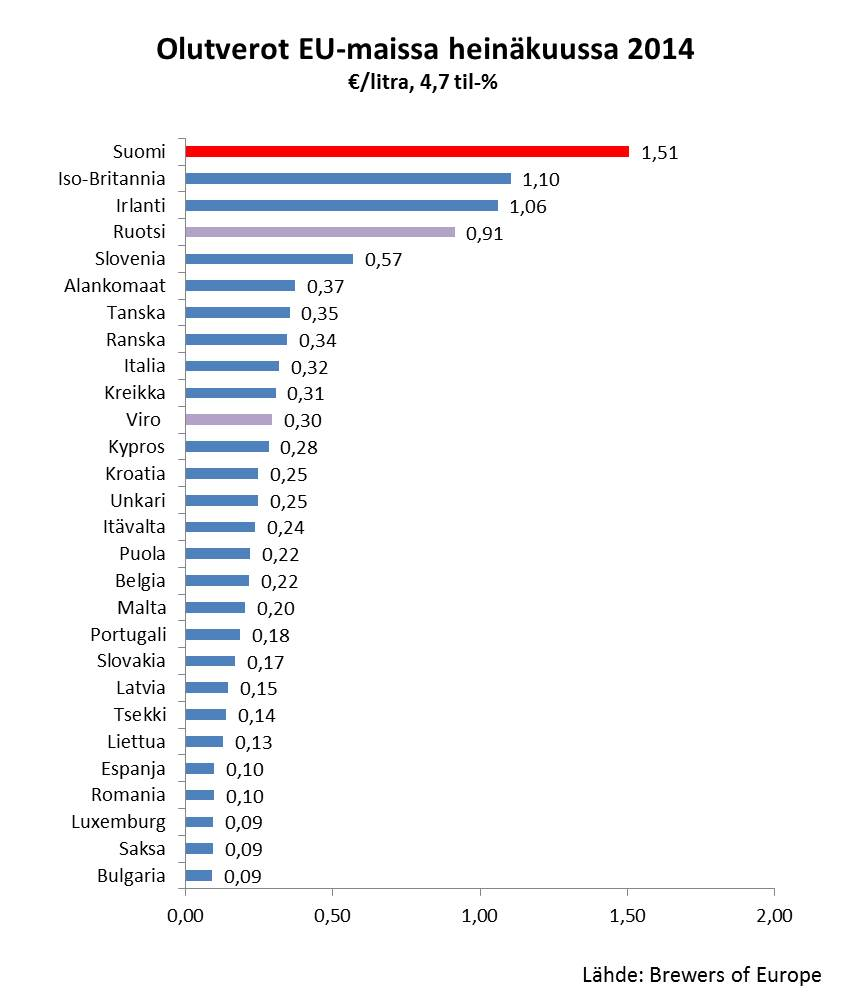 Olutverot EU-maissa heinäkuussa 2014
€/litra, 4,7 til-%
Suomi 1,51
Iso-Britannia 1,10
Irlanti 1,06
Ruotsi 0,91
Slovenia 0,57
Alankomaat 0,37
Tanska 0,35
Ranska 0,34
Italia 0,32
Kreikka 0,31
Viro 0,30
Kypros 0,28
Kroatia 0,25
Unkari 0,25
Itävalta 0,24
Puola 0,22
Belgia 0,22
Malta 0,20
Portugali 0,18
Slovakia 0,17
Latvia 0,15
Tsekki 0,14
Liettua 0,13
Espanja 0,10
Romania 0,10
Luxemburg 0,09
Saksa 0,09
Bulgaria 0,09
0,00 0,50 1,00 1,50 2,00
Lähde: Brewers of Europe